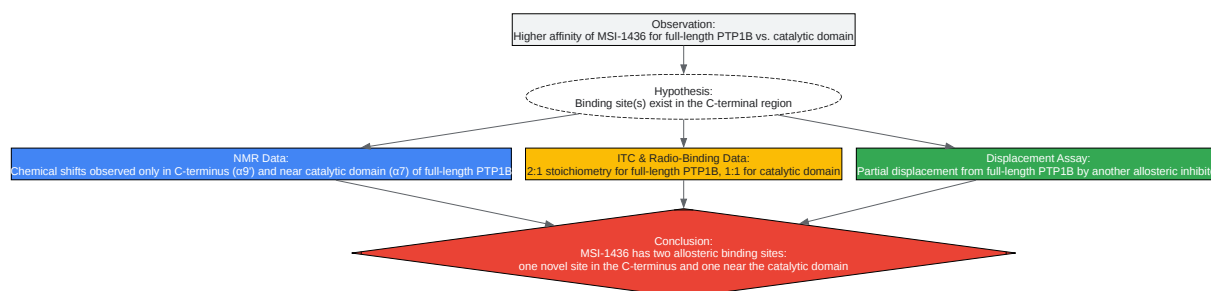 Observation:
Higher affinity of MSI-1436 for full-length PTP1B vs. catalytic domain
Hypothesis:
Binding site(s) exist in the C-terminal region
NMR Data:
Chemical shifts observed only in C-terminus (α9') and near catalytic domain (α7) of full-length PTP1B
ITC & Radio-Binding Data:
2:1 stoichiometry for full-length PTP1B, 1:1 for catalytic domain
Displacement Assay:
Partial displacement from full-length PTP1B by another allosteric inhibit
Conclusion:
MSI-1436 has two allosteric binding sites:
one novel site in the C-terminus and one near the catalytic domain